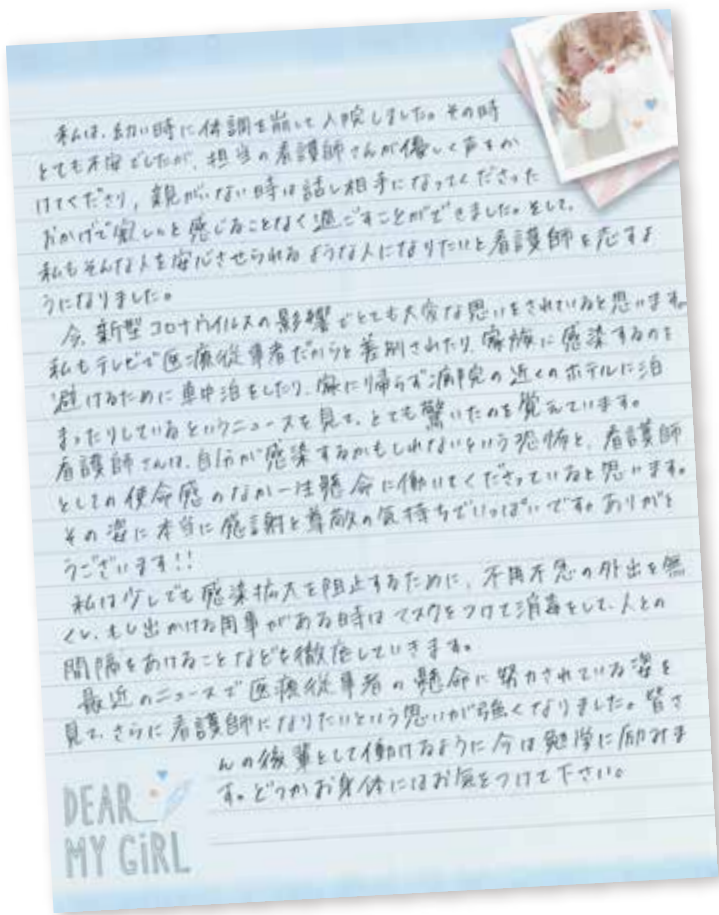 私は、幼い時に体調を崩して入院しました。その時
とても不安でしたが、担当の看護師さんが優しく声をか
けてくださり、親がいない時は話し相手になってくださった
おかげで寂しいと感じることなく過ごすことができました。そして、
私もそんな人を安心させられるような人になりたいと看護師を志すよ
うになりました。
今、新型コロナウイルスの影響でとても大変な思いをされていると思います。
私もテレビで医療従事者だからと差別されたり、家族に感染するのを
避けるために車中泊をしたり、家に帰らず病院の近くのホテルに泊
まったりしているというニュースを見て、とても驚いたのを覚えています。
看護師さんは、自分が感染するかもしれないという恐怖と、看護師
としての使命感のなか一生懸命に働いてくださっていると思います。
その姿に本当に感謝と尊敬の気持ちでいっぱいです。ありがと
うございます!!
私は少しでも感染拡大を阻止するために、不用不急の外出を無
くし、もし出かける用事がある時はマスクをつけて消毒をして、人との
間隔をあけることなどを徹底していきます。
最近のニュースで医療従事者の懸命に努力されている姿を
見て、さらに看護師になりたいという思いが強くなりました。皆さ
んの後輩として働けるように今は勉学に励みま
す。どうかお身体にはお気をつけて下さい。
DEAR
MY GiRL